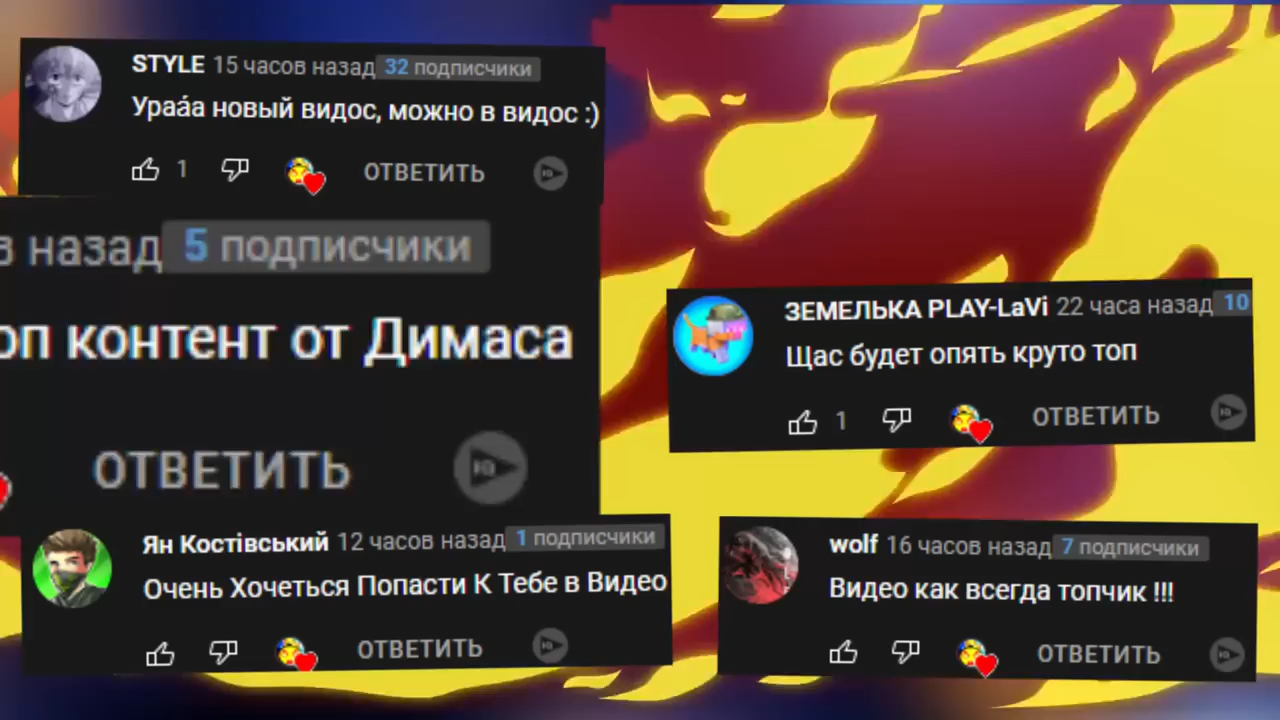 STYLE 15 часов назад 32 подписчики
Урааа новый видос, можно в видос :)
1 ОТВЕТИТЬ
назад 5 подписчики
контент от Димаса
ОТВЕТИТЬ
ЗЕМЕЛЬКА PLAY-LaVi 22 часа назад 10
Щас будет опять круто топ
1 ОТВЕТИТЬ
Ян Костівський 12 часов назад 1 подписчики
Очень Хочеться Попасти К Тебе в Видео
ОТВЕТИТЬ
wolf 16 часов назад 7 подписчики
Видео как всегда топчик !!!
ОТВЕТИТЬ